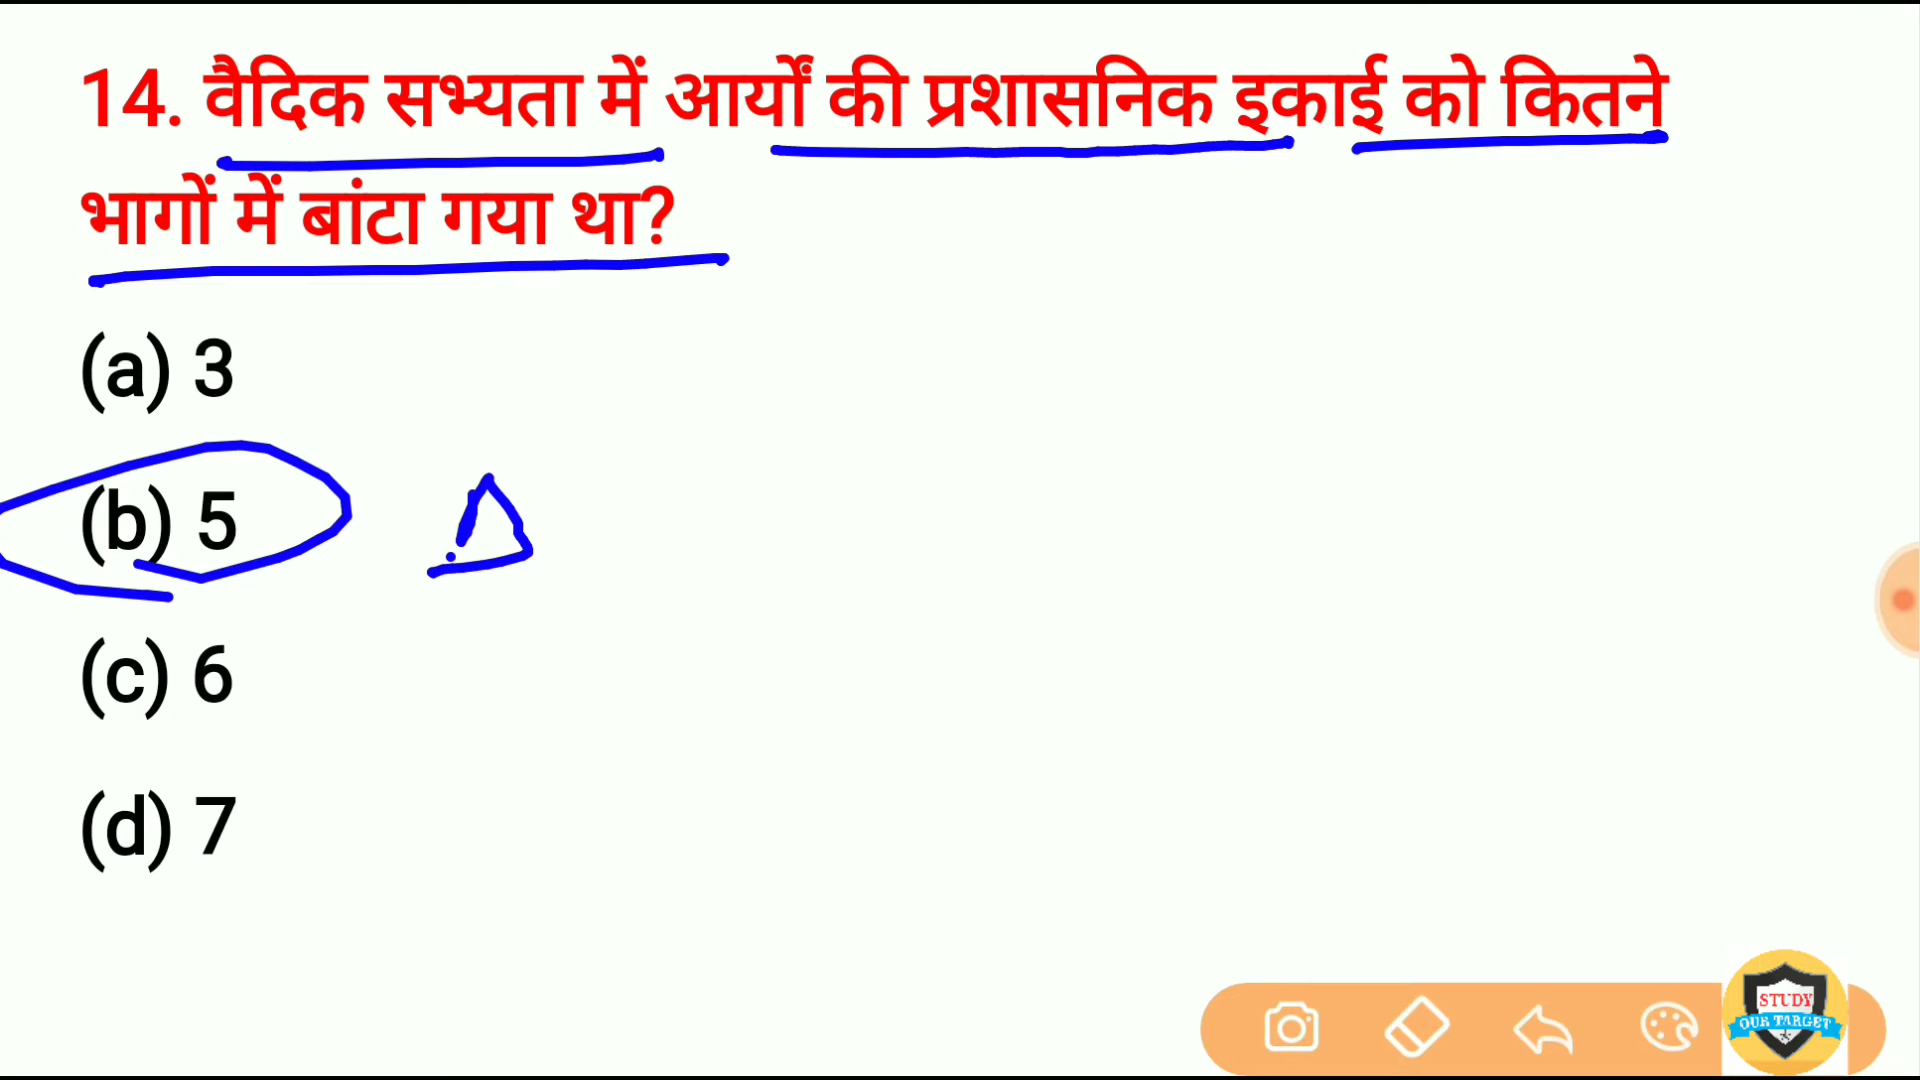 14. वैदिक सभ्यता में आर्यों की प्रशासनिक इकाई को कितने
भागों में बांटा गया था?
(a) 3
(b) 5
(c) 6
(d) 7
STUDY
OUR TARGET